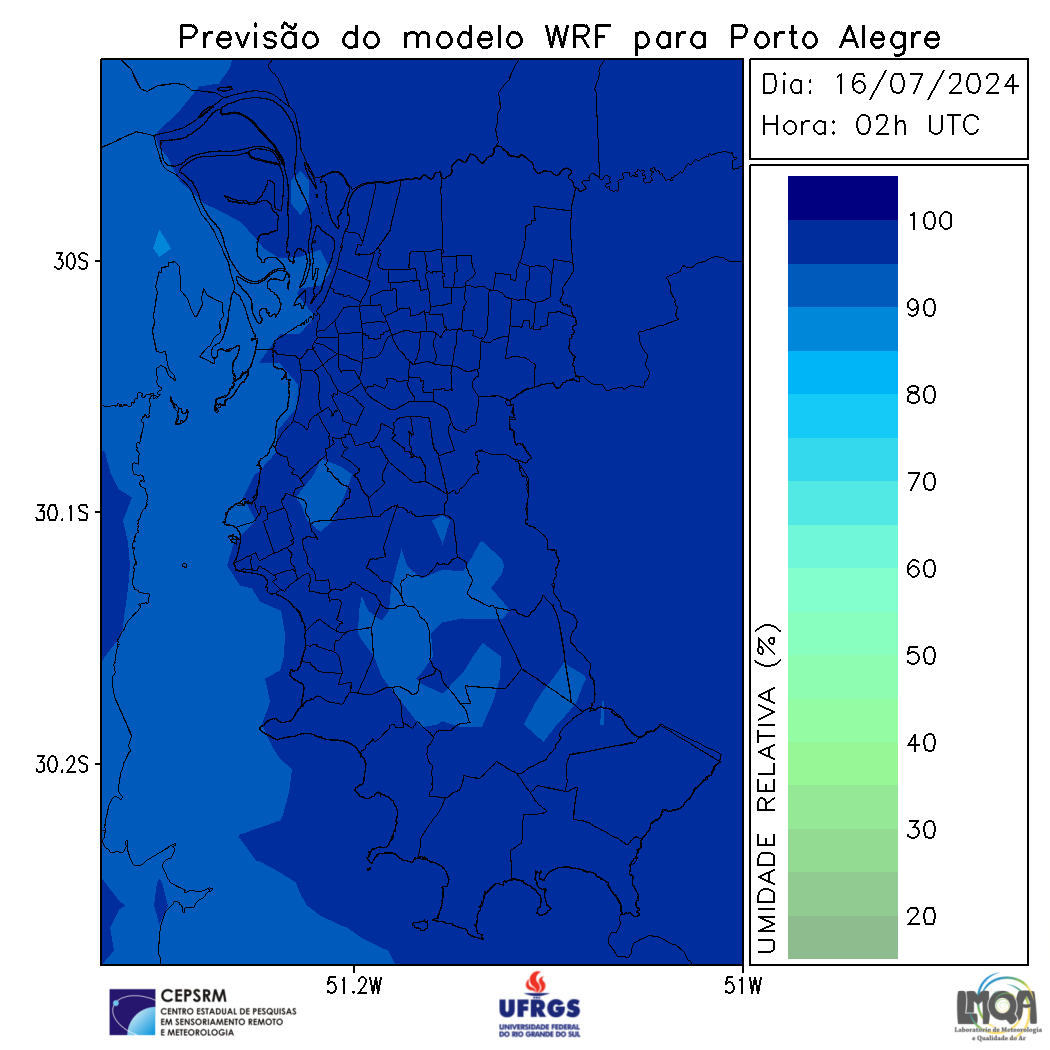 Previsão do modelo WRF para Porto Alegre
Dia: 16/07/2024
Hora: 02h UTC
100
90
80
70
60
50
40
30
20
UMIDADE RELATIVA (%)
30S
30.1S
30.2S
51.2W
51W
CEPSRM
CENTRO ESTADUAL DE PESQUISAS
EM SENSORIAMENTO REMOTO
E METEOROLOGIA
UFRGS
UNIVERSIDADE FEDERAL
DO RIO GRANDE DO SUL
LMQA
Laboratório de Meteorologia
e Qualidade do Ar